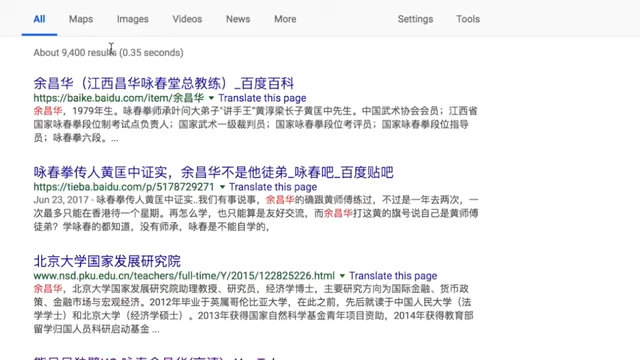 All Maps Images Videos News More Settings Tools
About 9,400 results (0.35 seconds)
余昌华（江西昌华咏春堂总教练）_百度百科
https://baike.baidu.com/item/余昌华 ▼ Translate this page
余昌华，1979年生。咏春拳师承叶问大弟子"讲手王"黄淳梁长子黄匡中先生。中国武术协会会员；江西省
国家咏春拳段位制考试点负责人；国家武术一级裁判员；国家咏春拳段位考评员；国家咏春拳段位指导
员；咏春拳六段。...
咏春拳传人黄匡中证实，余昌华不是他徒弟_咏春吧_百度贴吧
https://tieba.baidu.com/p/5178729271 ▼ Translate this page
Jun 23, 2017 - 咏春拳传人黄匡中证实..我们有事说事，余昌华的确跟黄师傅练过，不过是一年去两次，一
次最多只能在香港待一个星期。再怎么学，也只能算是友好交流，而余昌华打这黄的旗号说自己是黄师傅
徒弟？学咏春的都知道，没有师承，咏春是不能自学的，
北京大学国家发展研究院
www.nsd.pku.edu.cn/teachers/full-time/Y/2015/122825226.html ▼ Translate this page
余昌华，北京大学国家发展研究院助理教授、研究员，经济学博士，主要研究方向为国际金融、货币政
策、金融市场与宏观经济。2012年毕业于英属哥伦比亚大学，在此之前，先后就读于中国人民大学（法
学学士）和北京大学（经济学硕士）。2013年获得国家自然科学基金青年项目资助，2014年获得教育部
留学归国人员科研启动基金 ...